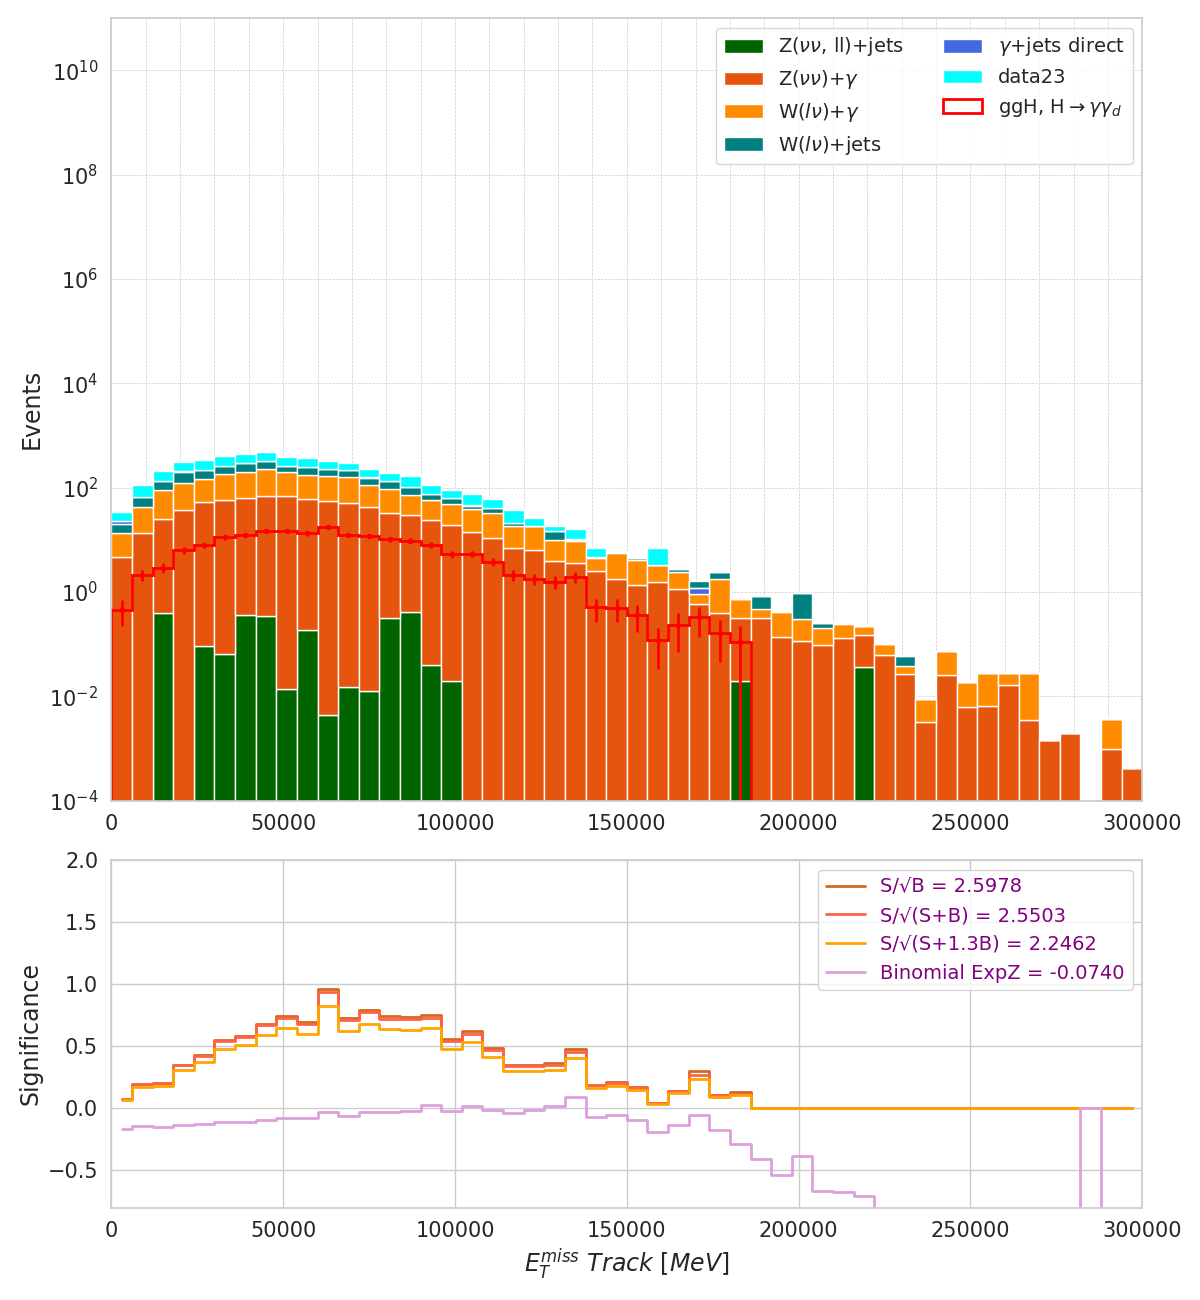 Z(νν, ll)+jets
Z(νν)+γ
W(lν)+γ
W(lν)+jets
γ+jets direct
data23
ggH, H→γγ_d
10^10
10^8
10^6
10^4
10^2
10^0
10^−2
10^−4
Events
0 50000 100000 150000 200000 250000 300000
S/√B = 2.5978
S/√(S+B) = 2.5503
S/√(S+1.3B) = 2.2462
Binomial ExpZ = -0.0740
2.0
1.5
1.0
0.5
0.0
−0.5
Significance
0 50000 100000 150000 200000 250000 300000
E_T^miss Track [MeV]